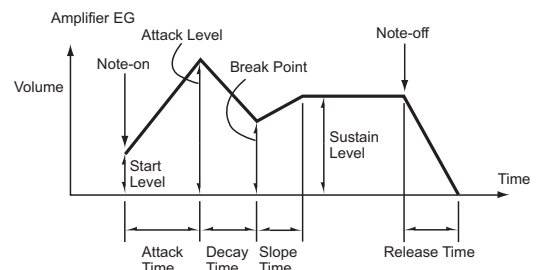 Amplifier EG
Attack Level
Note-off
Note-on
Break Point
Volume
Start
Level
Sustain
Level
Time
Attack
Time
Decay
Time
Slope
Time
Release Time